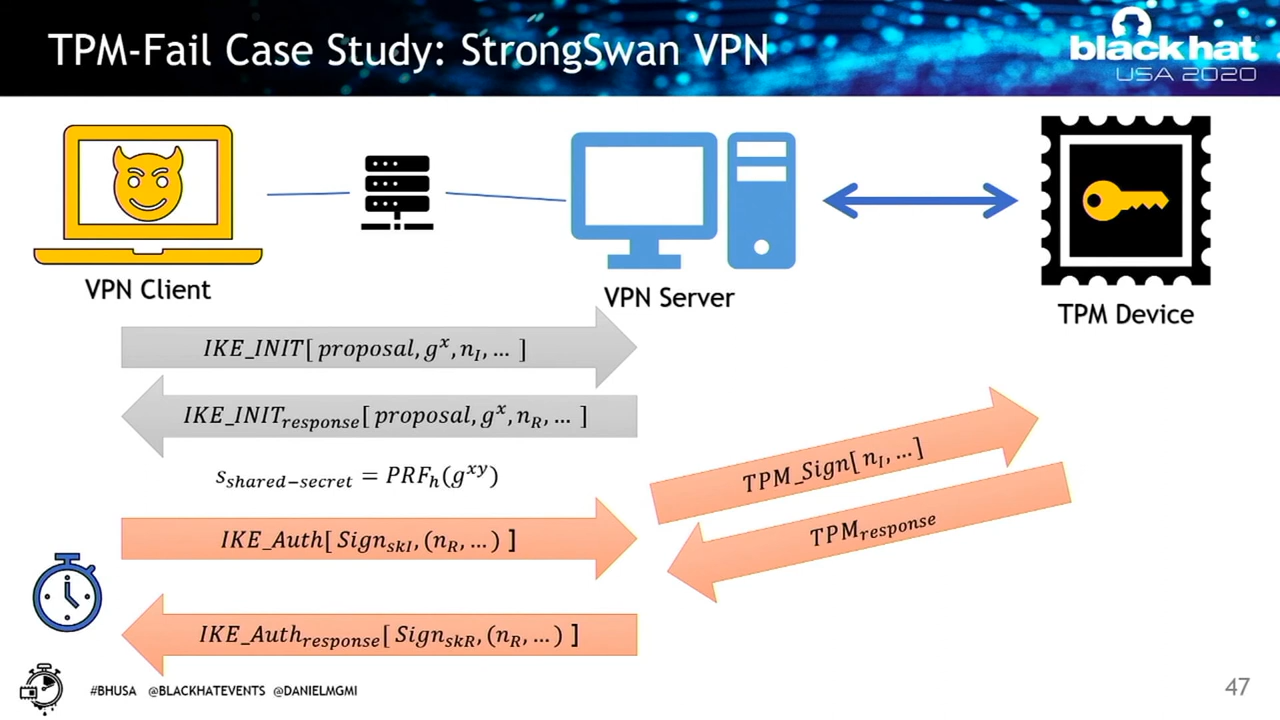 TPM-Fail Case Study: StrongSwan VPN
black hat
USA 2020
VPN Client
VPN Server
TPM Device
IKE_INIT[ proposal, g^x, n_I, … ]
IKE_INIT_response[ proposal, g^x, n_R, … ]
s_shared−secret = PRF_h(g^xy)
TPM_Sign[ n_I, …]
TPM_response
IKE_Auth[ Sign_skI, (n_R, …) ]
IKE_Auth_response[ Sign_skR, (n_R, …) ]
#BHUSA @BLACKHATEVENTS @DANIELMGMI
47